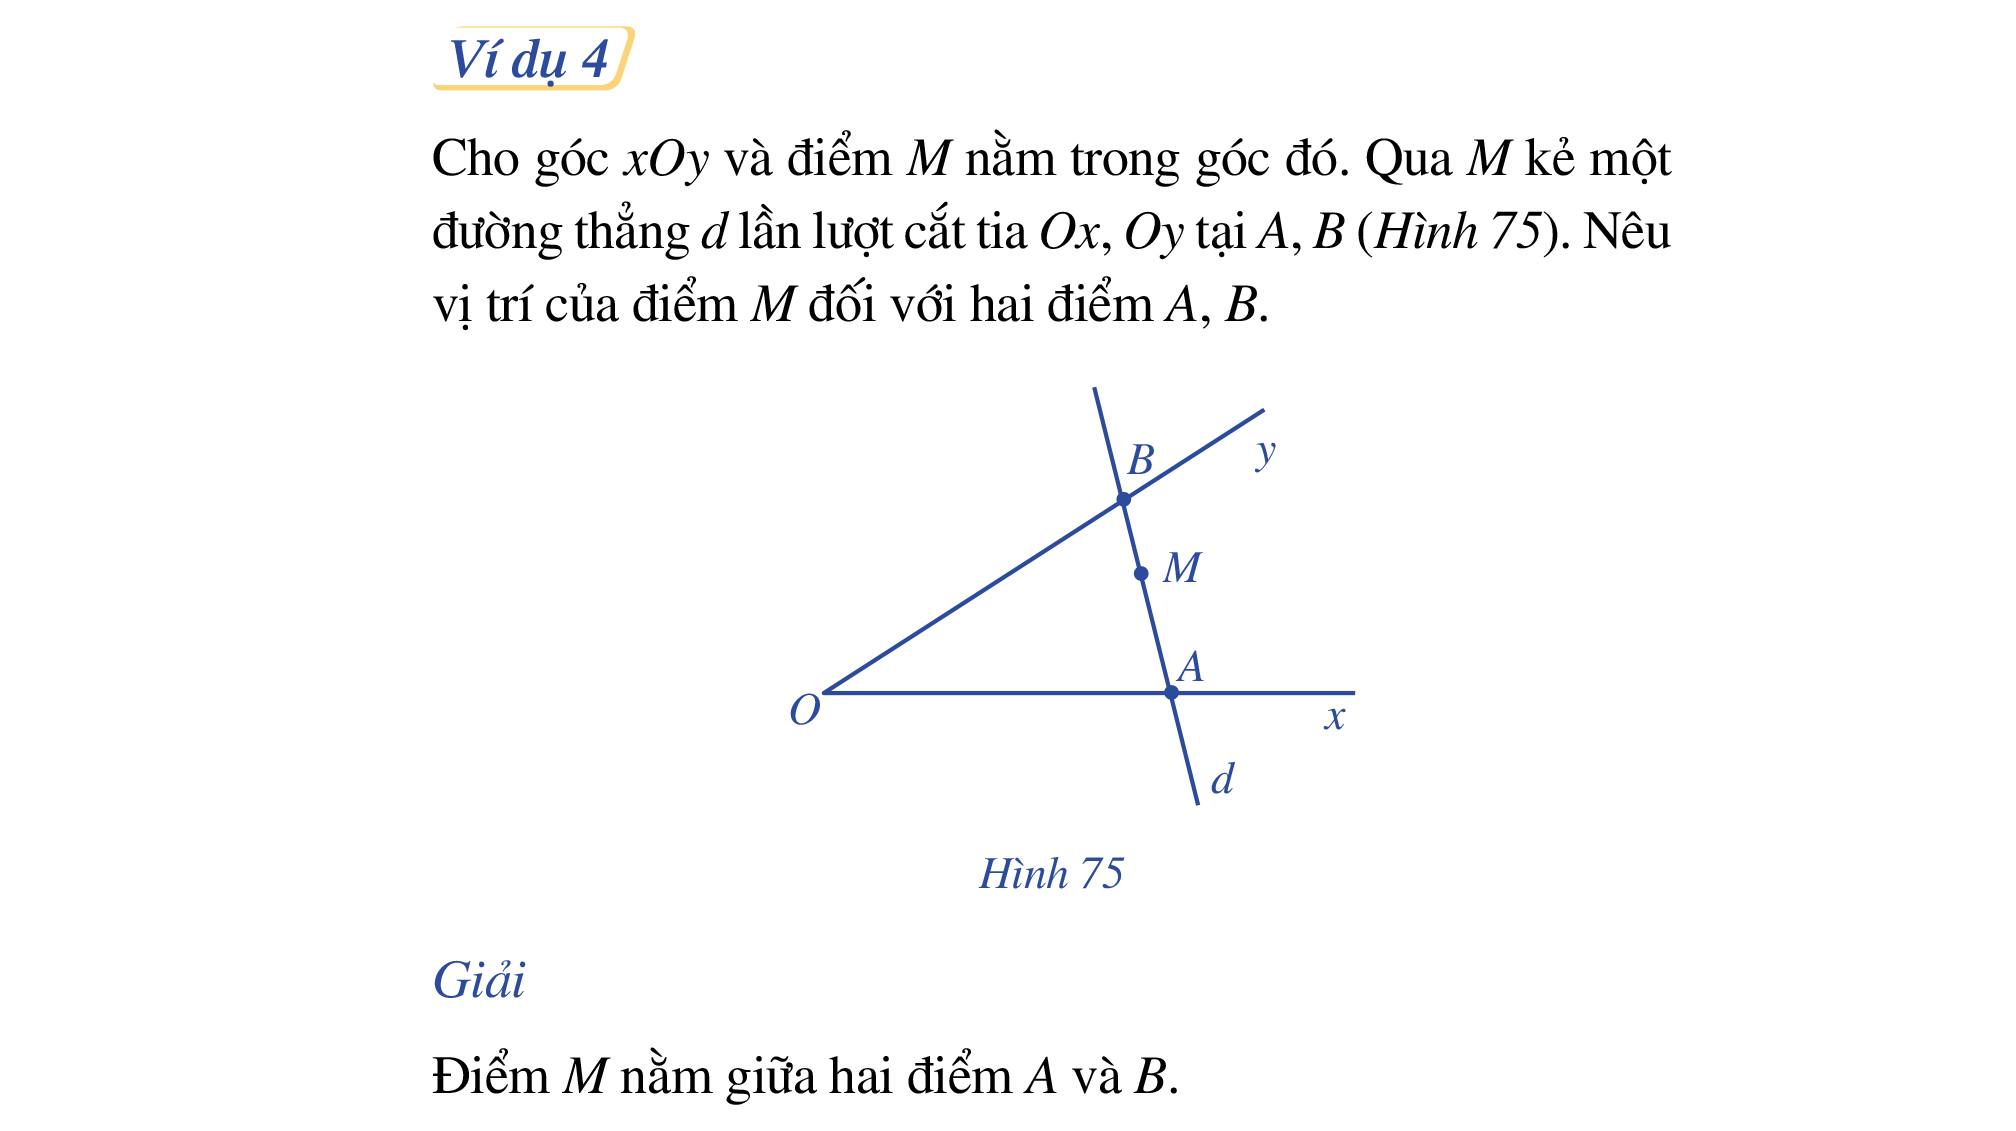 Ví dụ 4
Cho góc xOy và điểm M nằm trong góc đó. Qua M kẻ một
đường thẳng d lần lượt cắt tia Ox, Oy tại A, B (Hình 75). Nêu
vị trí của điểm M đối với hai điểm A, B.
B
y
M
A
O
x
d
Hình 75
Giải
Điểm M nằm giữa hai điểm A và B.